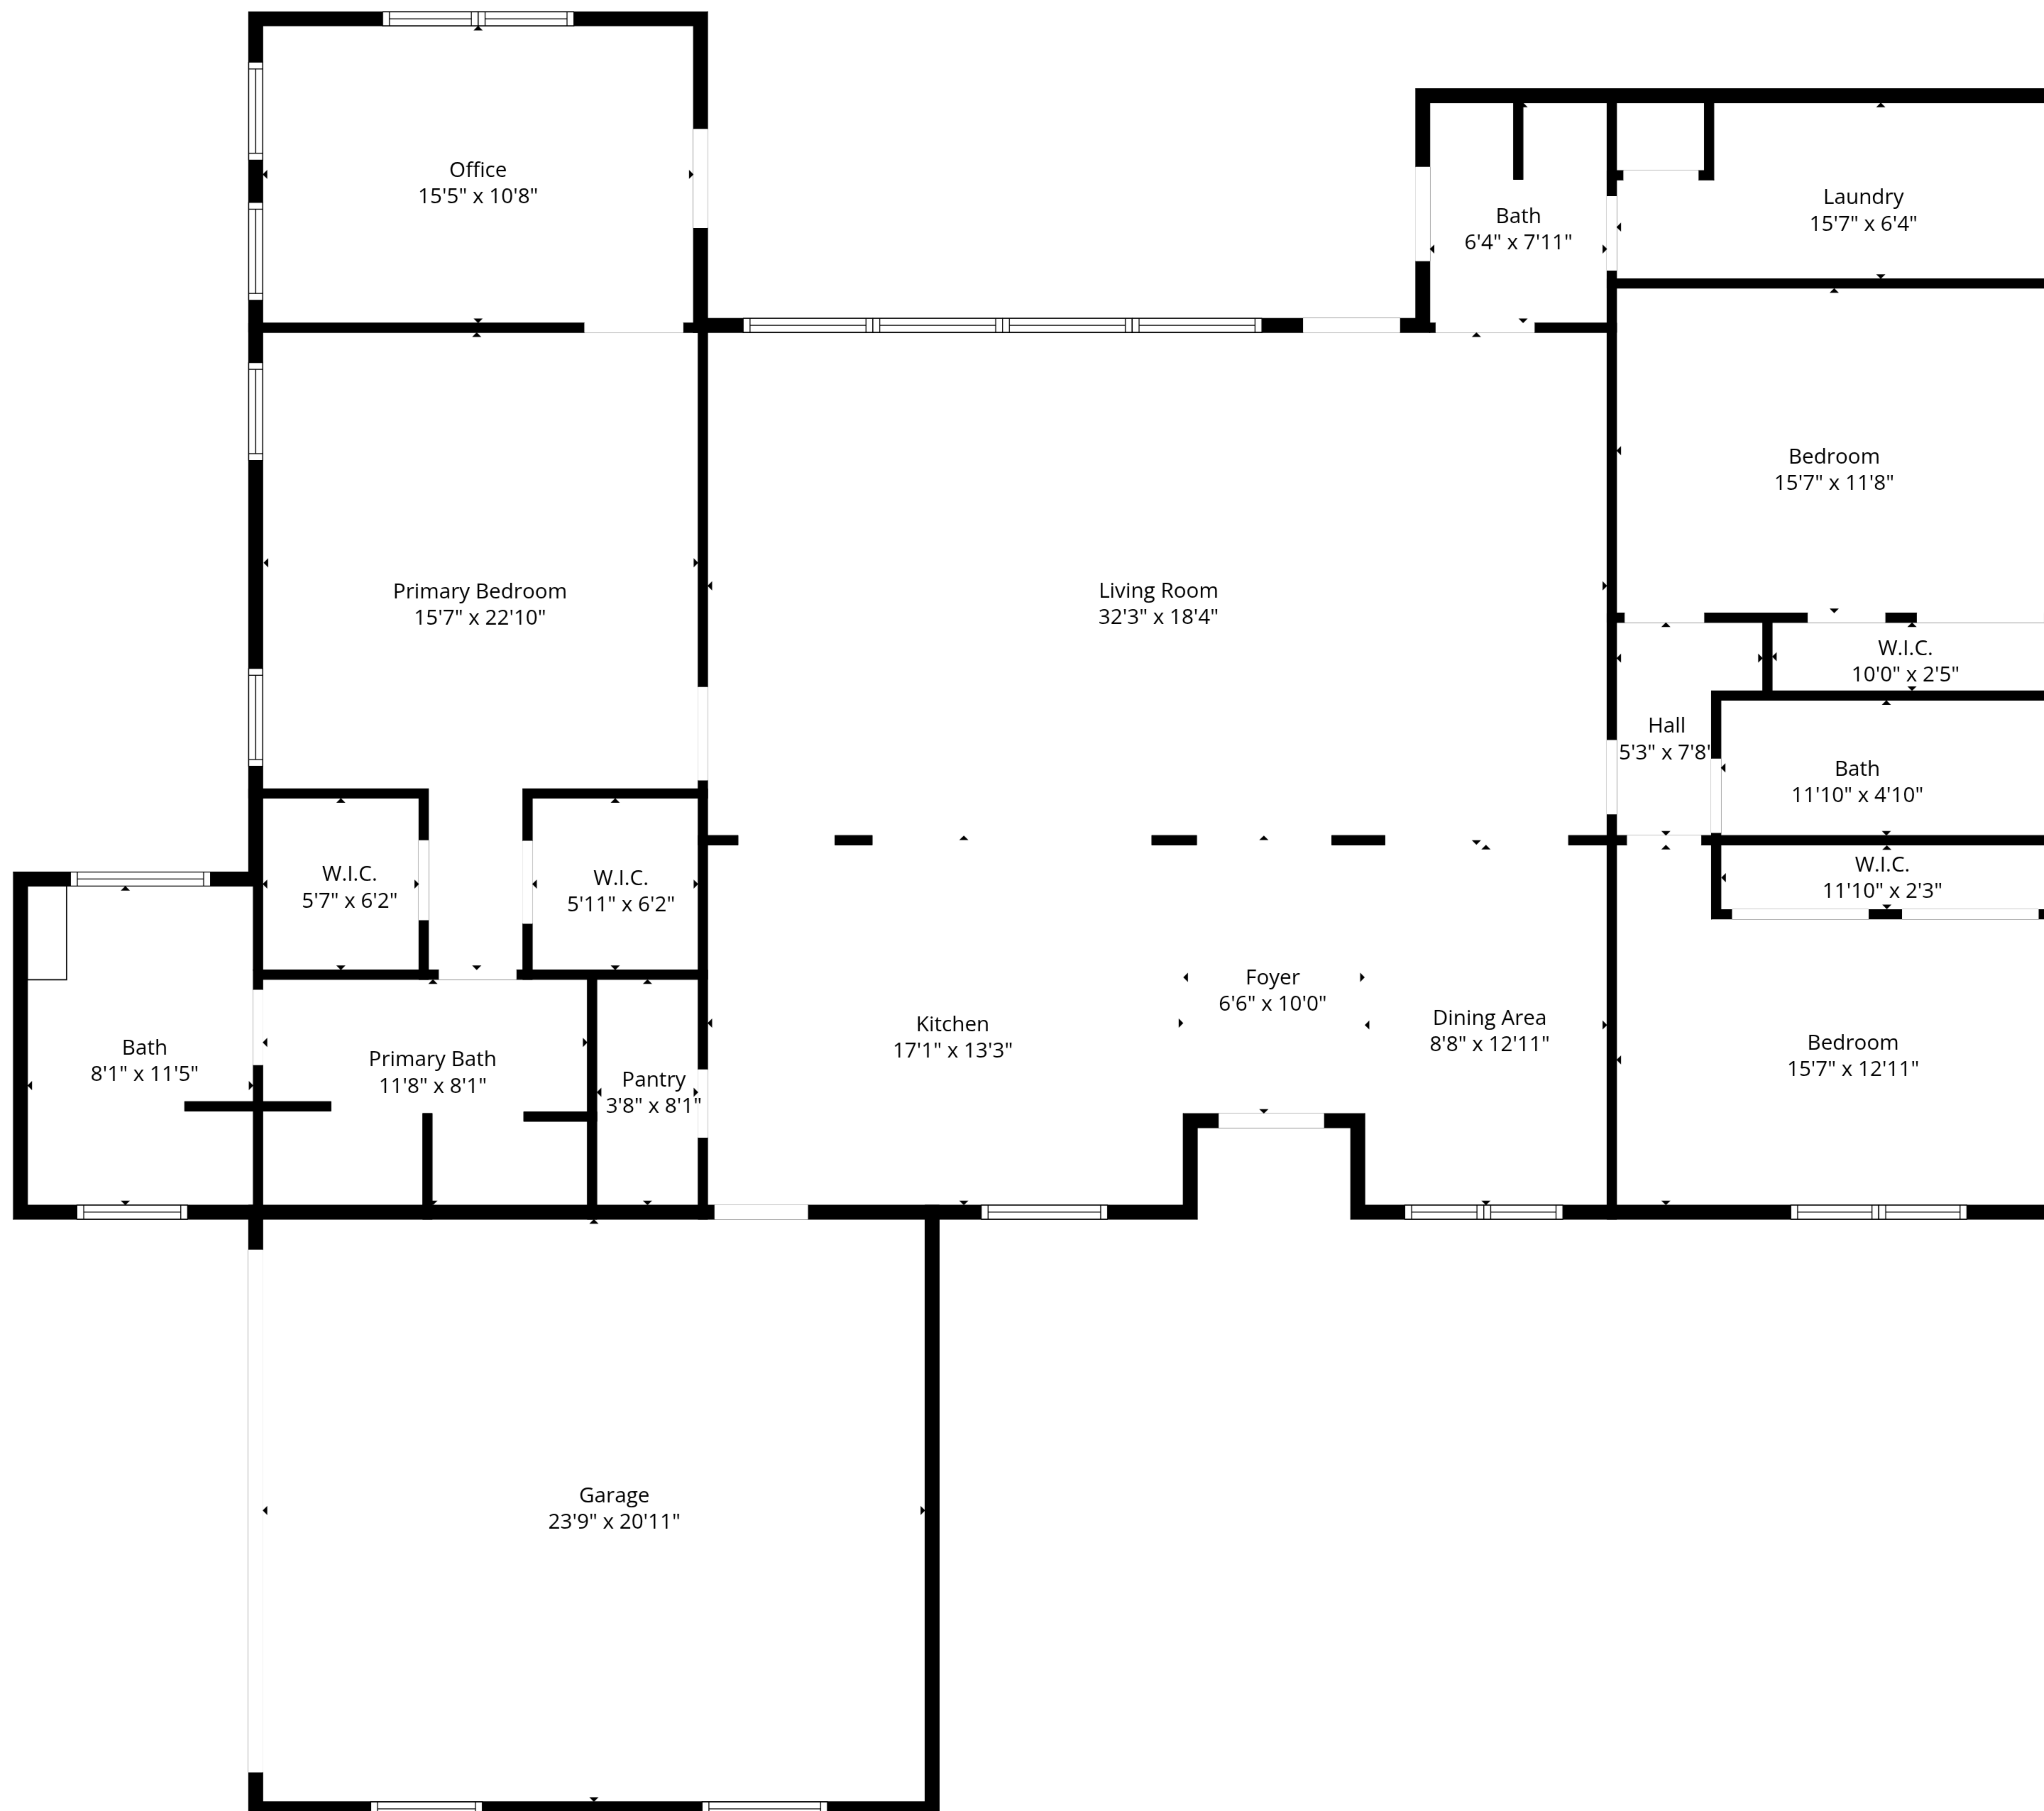 Office
15'5" x 10'8"
Bath
6'4" x 7'11"
Laundry
15'7" x 6'4"
Bedroom
15'7" x 11'8"
Primary Bedroom
15'7" x 22'10"
Living Room
32'3" x 18'4"
W.I.C.
10'0" x 2'5"
Hall
5'3" x 7'8"
Bath
11'10" x 4'10"
W.I.C.
5'7" x 6'2"
W.I.C.
5'11" x 6'2"
W.I.C.
11'10" x 2'3"
Foyer
6'6" x 10'0"
Kitchen
17'1" x 13'3"
Dining Area
8'8" x 12'11"
Bedroom
15'7" x 12'11"
Bath
8'1" x 11'5"
Primary Bath
11'8" x 8'1"
Pantry
3'8" x 8'1"
Garage
23'9" x 20'11"